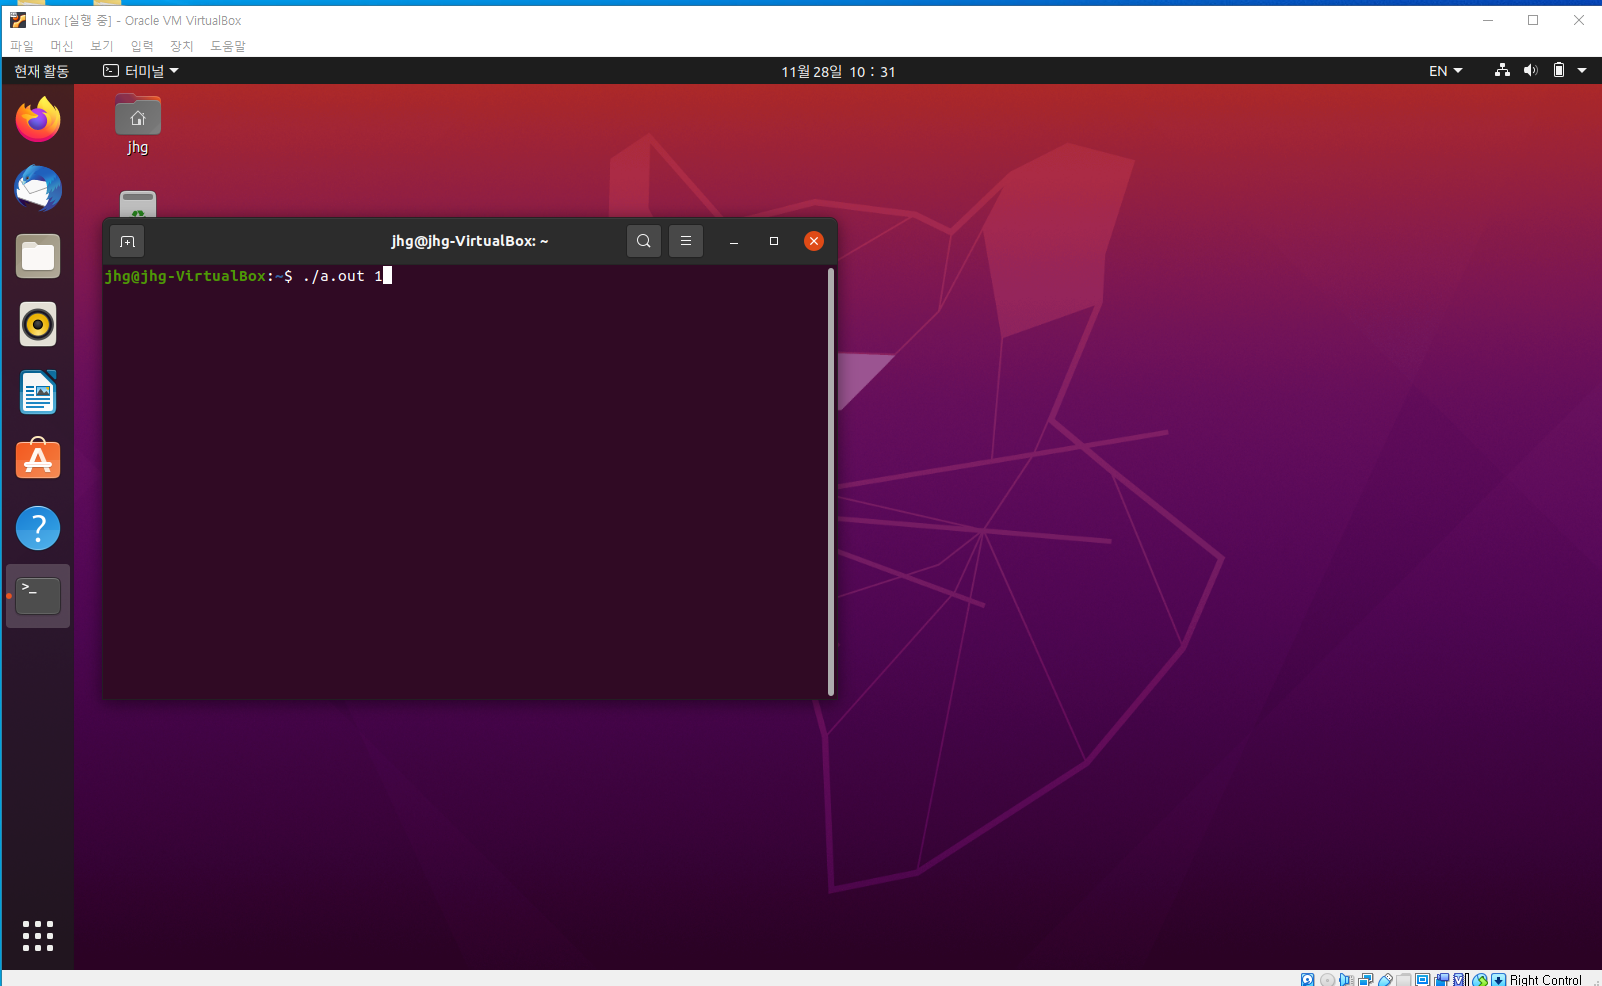 Linux [실행 중] - Oracle VM VirtualBox
파일 머신 보기 입력 장치 도움말
현재 활동 터미널 11월 28일 10 : 31 EN
jhg
jhg@jhg-VirtualBox: ~
jhg@jhg-VirtualBox:~$ ./a.out 1
Right Control